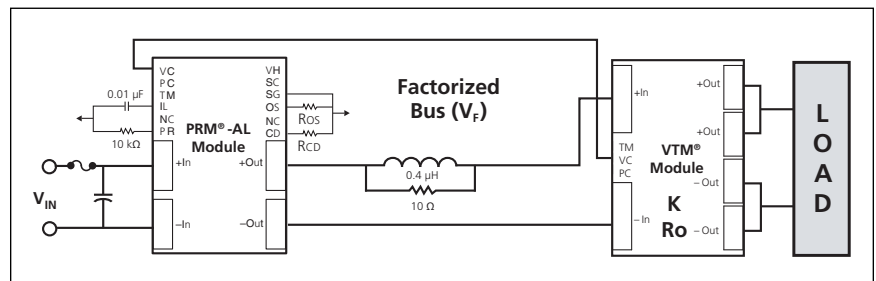 VC
PC
TM
IL
NC
PR
VH
SC
SG
OS
NC
CD
0.01 µF
10 kΩ
PRM®-AL
Module
ROS
RCD
+In
+Out
–In
–Out
VIN
Factorized
Bus (VF)
0.4 µH
10 Ω
+In
TM
VC
PC
– In
VTM®
Module
K
Ro
+Out
+Out
– Out
– Out
L
O
A
D